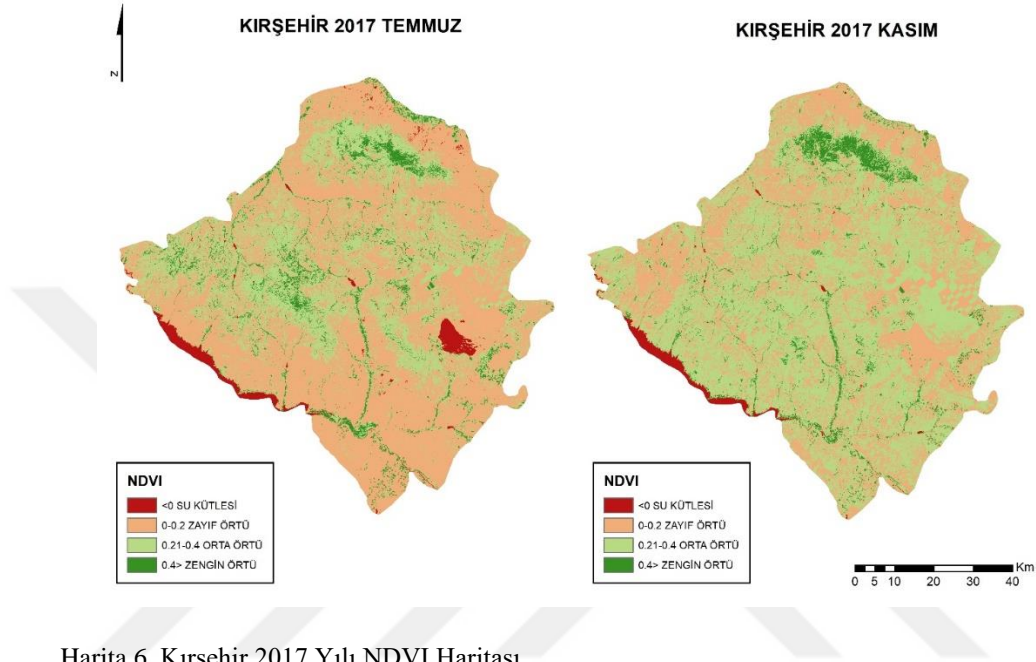 KIRŞEHİR 2017 TEMMUZ
KIRŞEHİR 2017 KASIM
N
NDVI
<0 SU KÜTLESİ
0-0.2 ZAYIF ÖRTÜ
0.21-0.4 ORTA ÖRTÜ
0.4> ZENGİN ÖRTÜ
NDVI
<0 SU KÜTLESİ
0-0.2 ZAYIF ÖRTÜ
0.21-0.4 ORTA ÖRTÜ
0.4> ZENGİN ÖRTÜ
Km
0 5 10 20 30 40
Harita 6. Kırşehir 2017 Yılı NDVI Haritası